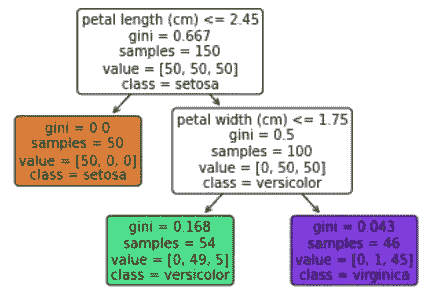 petal length (cm) <= 2.45
gini = 0.667
samples = 150
value = [50, 50, 50]
class = setosa
gini = 0.0
samples = 50
value = [50, 0, 0]
class = setosa
petal width (cm) <= 1.75
gini = 0.5
samples = 100
value = [0, 50, 50]
class = versicolor
gini = 0.168
samples = 54
value = [0, 49, 5]
class = versicolor
gini = 0.043
samples = 46
value = [0, 1, 45]
class = virginica